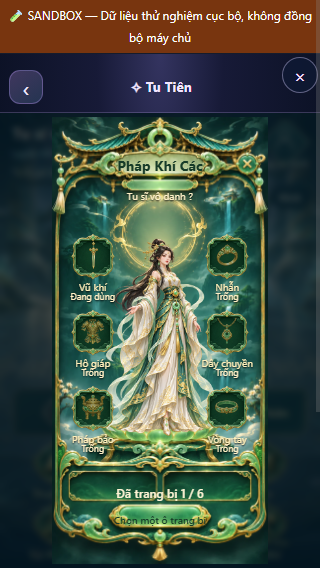 SANDBOX — Dữ liệu thử nghiệm cục bộ, không đồng
bộ máy chủ
Tu Tiên
Pháp Khí Các
Tu sĩ vô danh ?
Vũ khí
Đang dùng
Nhẫn
Trống
Hộ giáp
Trống
Dây chuyền
Trống
Pháp bảo
Trống
Vòng tay
Trống
Đã trang bị 1 / 6
Chọn một ô trang bị